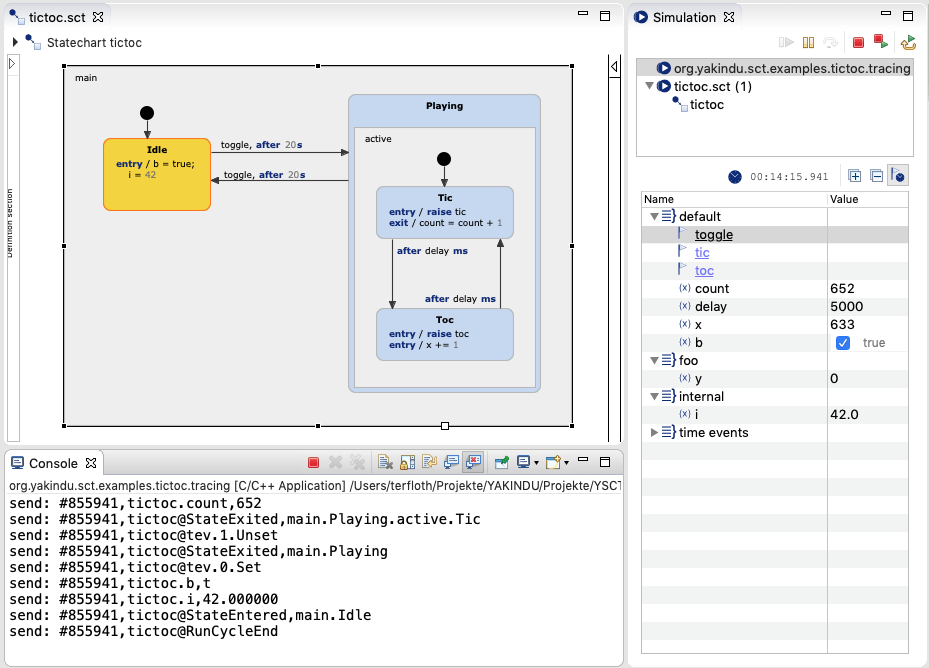 tictoc.sct
Statechart tictoc
Definition section
main
Idle
entry / b = true;
i = 42
toggle, after 20s
toggle, after 20s
Playing
active
Tic
entry / raise tic
exit / count = count + 1
after delay ms
after delay ms
Toc
entry / raise toc
entry / x += 1
Console
org.yakindu.sct.examples.tictoc.tracing [C/C++ Application] /Users/terfloth/Projekte/YAKINDU/Projekte/YSCT
send: #855941,tictoc.count,652
send: #855941,tictoc@StateExited,main.Playing.active.Tic
send: #855941,tictoc@tev.1.Unset
send: #855941,tictoc@StateExited,main.Playing
send: #855941,tictoc@tev.0.Set
send: #855941,tictoc.b,t
send: #855941,tictoc.i,42.000000
send: #855941,tictoc@StateEntered,main.Idle
send: #855941,tictoc@RunCycleEnd
Simulation
org.yakindu.sct.examples.tictoc.tracing
tictoc.sct (1)
tictoc
00:14:15.941
Name Value
default
toggle
tic
toc
(x) count 652
(x) delay 5000
(x) x 633
(x) b true
foo
(x) y 0
internal
(x) i 42.0
time events